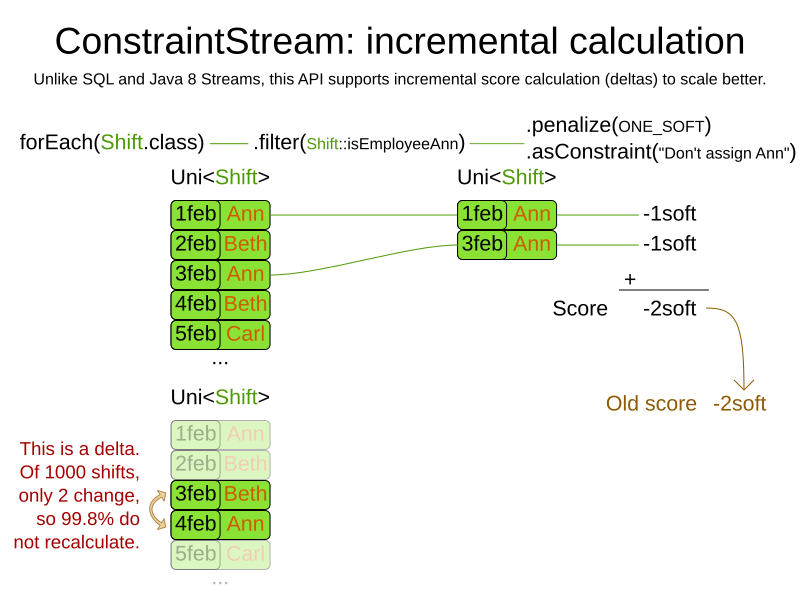 ConstraintStream: incremental calculation
Unlike SQL and Java 8 Streams, this API supports incremental score calculation (deltas) to scale better.
forEach(Shift.class)
.filter(Shift::isEmployeeAnn)
.penalize(ONE_SOFT)
.asConstraint("Don't assign Ann")
Uni<Shift>
Uni<Shift>
1feb Ann
1feb Ann
-1soft
2feb Beth
3feb Ann
-1soft
3feb Ann
+
4feb Beth
Score -2soft
5feb Carl
...
Uni<Shift>
Old score -2soft
1feb Ann
2feb Beth
3feb Beth
4feb Ann
5feb Carl
...
This is a delta.
Of 1000 shifts,
only 2 change,
so 99.8% do
not recalculate.